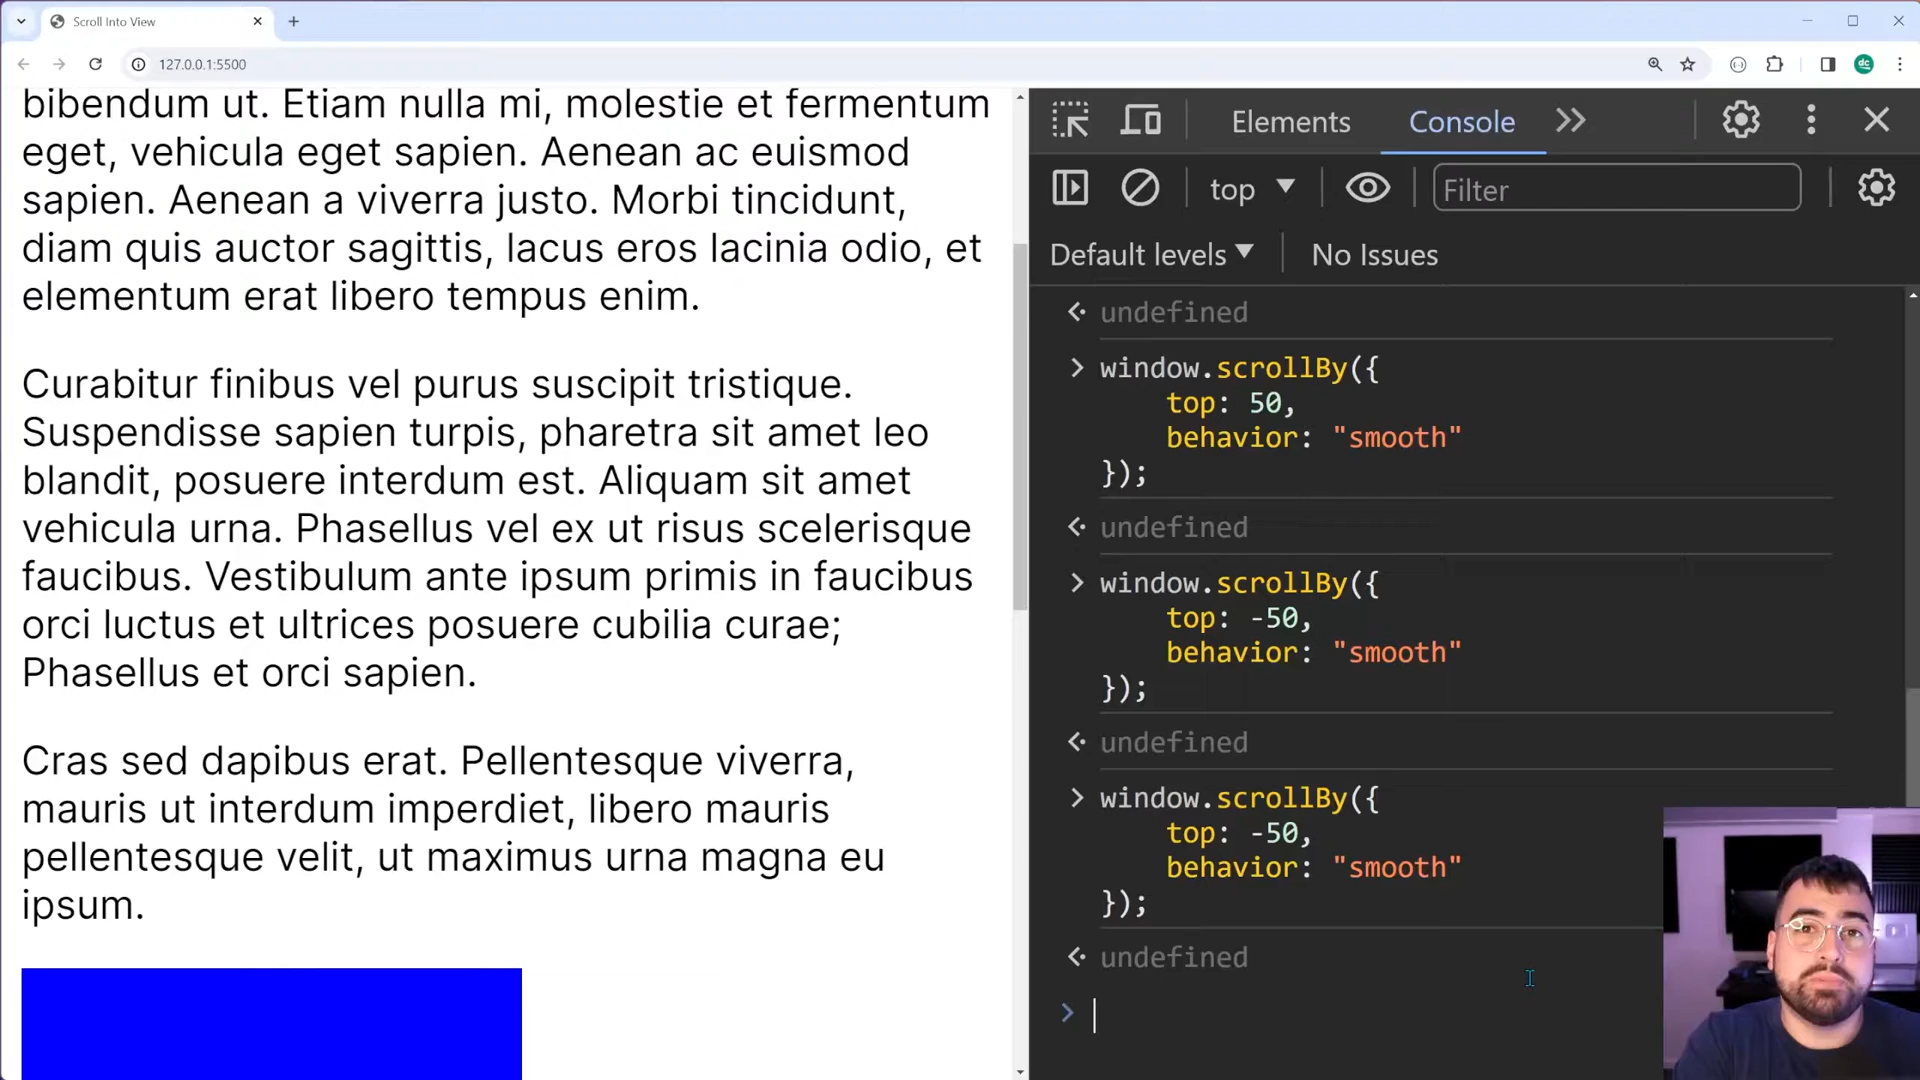 Scroll Into View
127.0.0.1:5500
bibendum ut. Etiam nulla mi, molestie et fermentum
eget, vehicula eget sapien. Aenean ac euismod
sapien. Aenean a viverra justo. Morbi tincidunt,
diam quis auctor sagittis, lacus eros lacinia odio, et
elementum erat libero tempus enim.
Curabitur finibus vel purus suscipit tristique.
Suspendisse sapien turpis, pharetra sit amet leo
blandit, posuere interdum est. Aliquam sit amet
vehicula urna. Phasellus vel ex ut risus scelerisque
faucibus. Vestibulum ante ipsum primis in faucibus
orci luctus et ultrices posuere cubilia curae;
Phasellus et orci sapien.
Cras sed dapibus erat. Pellentesque viverra,
mauris ut interdum imperdiet, libero mauris
pellentesque velit, ut maximus urna magna eu
ipsum.
dc
Elements Console
top Filter
Default levels No Issues
undefined
window.scrollBy({
top: 50,
behavior: "smooth"
});
undefined
window.scrollBy({
top: -50,
behavior: "smooth"
});
undefined
window.scrollBy({
top: -50,
behavior: "smooth"
});
undefined